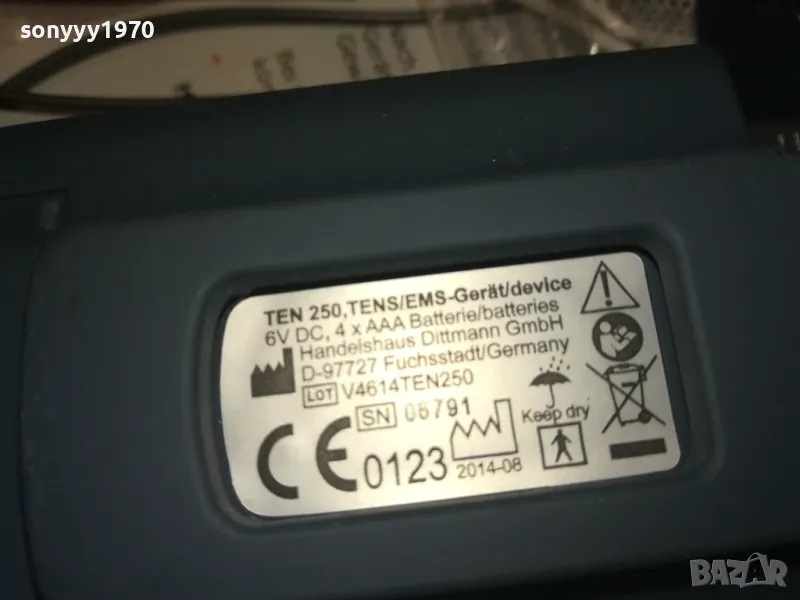 sonyyy1970
TEN 250,TENS/EMS-Gerät/device
6V DC, 4 x AAA Batterie/batteries
Handelshaus Dittmann GmbH
D-97727 Fuchsstadt/Germany
LOT V4614TEN250
SN 06791
Keep dry
CE 0123
2014-08
BAZAR